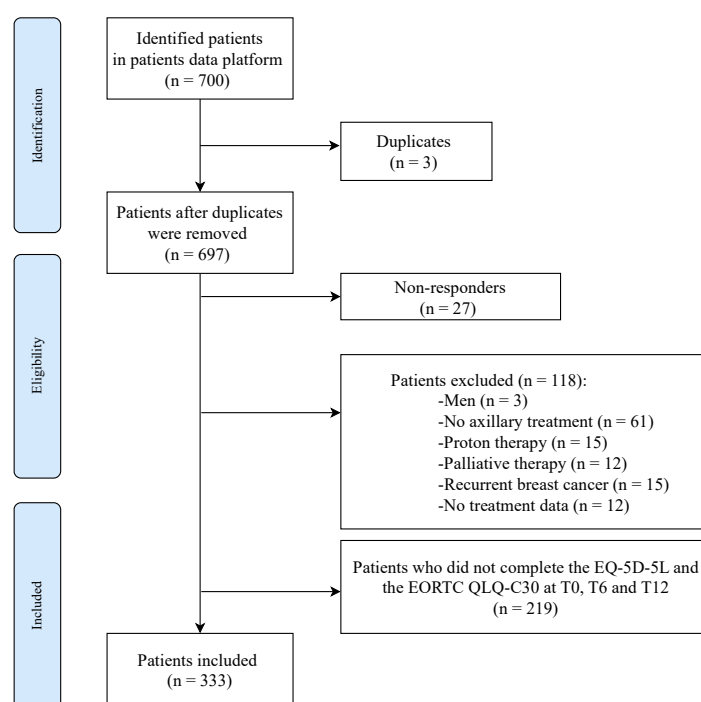 Identification
Identified patients
in patients data platform
(n = 700)
Duplicates
(n = 3)
Patients after duplicates
were removed
(n = 697)
Eligibility
Non-responders
(n = 27)
Patients excluded (n = 118):
-Men (n = 3)
-No axillary treatment (n = 61)
-Proton therapy (n = 15)
-Palliative therapy (n = 12)
-Recurrent breast cancer (n = 15)
-No treatment data (n = 12)
Included
Patients who did not complete the EQ-5D-5L and
the EORTC QLQ-C30 at T0, T6 and T12
(n = 219)
Patients included
(n = 333)